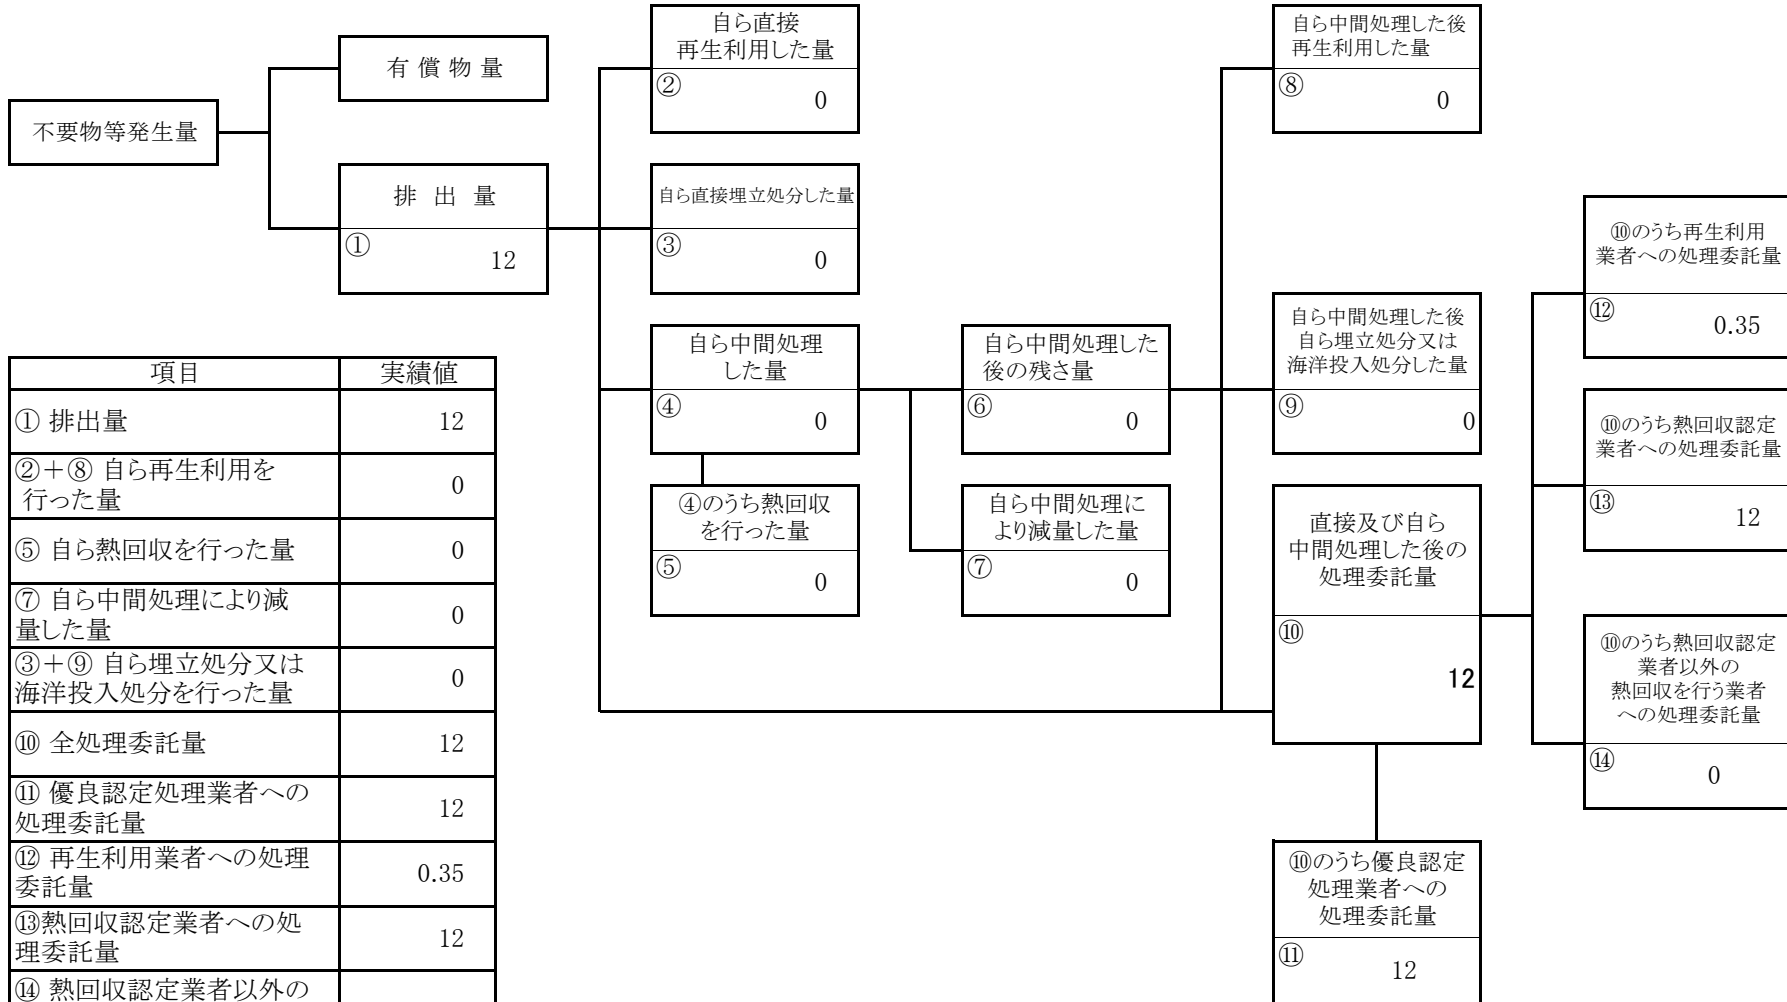 不要物等発生量
有 償 物 量
排 出 量
①
12
自ら直接
再生利用した量
②
0
自ら直接埋立処分した量
③
0
自ら中間処理
した量
④
0
④のうち熱回収
を行った量
⑤
0
自ら中間処理した
後の残さ量
⑥
0
自ら中間処理に
より減量した量
⑦
0
自ら中間処理した後
再生利用した量
⑧
0
自ら中間処理した後
自ら埋立処分又は
海洋投入処分した量
⑨
0
直接及び自ら
中間処理した後の
処理委託量
⑩
12
⑩のうち優良認定
処理業者への
処理委託量
⑪
12
⑩のうち再生利用
業者への処理委託量
⑫
0.35
⑩のうち熱回収認定
業者への処理委託量
⑬
12
⑩のうち熱回収認定
業者以外の
熱回収を行う業者
への処理委託量
⑭
0
項目 実績値
① 排出量 12
②＋⑧ 自ら再生利用を
行った量 0
⑤ 自ら熱回収を行った量 0
⑦ 自ら中間処理により減
量した量 0
③＋⑨ 自ら埋立処分又は
海洋投入処分を行った量 0
⑩ 全処理委託量 12
⑪ 優良認定処理業者への
処理委託量 12
⑫ 再生利用業者への処理
委託量 0.35
⑬熱回収認定業者への処
理委託量 12
⑭ 熱回収認定業者以外の